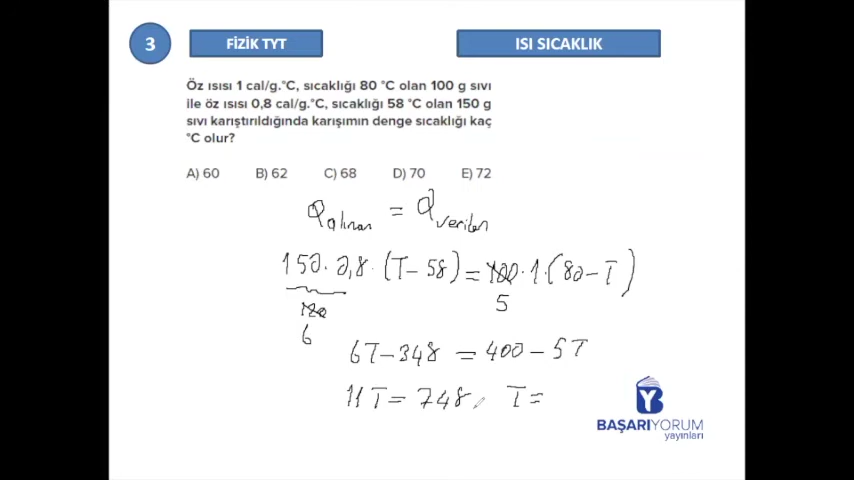 3
FİZİK TYT
ISI SICAKLIK
Öz ısısı 1 cal/g.°C, sıcaklığı 80 °C olan 100 g sıvı
ile öz ısısı 0,8 cal/g.°C, sıcaklığı 58 °C olan 150 g
sıvı karıştırıldığında karışımın denge sıcaklığı kaç
°C olur?
A) 60 B) 62 C) 68 D) 70 E) 72
Qalınan = Qverilen
150.0,8.(T-58) = 100.1.(80-T)
120 5
6
6T-348 = 400-5T
11T = 748, T=
BAŞARIYORUM
yayınları